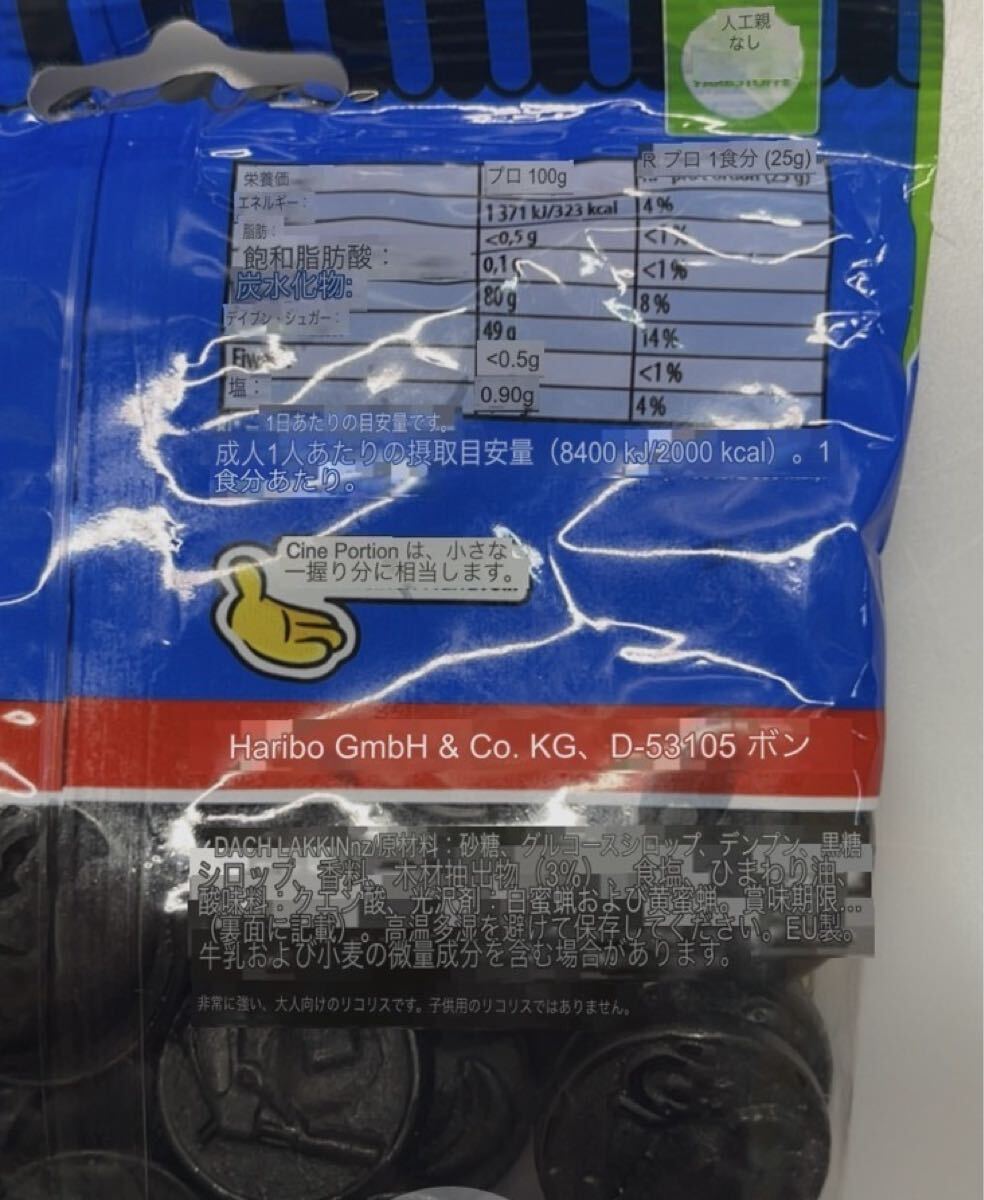 人工親
なし
栄養価 プロ 100g R プロ 1食分 (25g)
エネルギー: 1 371 kJ/323 kcal 4%
脂肪: <0,5 g <1%
飽和脂肪酸: 0,1 g <1%
炭水化物: 80 g 8%
デイブン・シュガー: 49 g 14%
<0.5g <1%
塩: 0.90g 4%
1日あたりの目安量です。
成人1人あたりの摂取目安量（8400 kJ/2000 kcal）。1
食分あたり。
Cine Portion は、小さな
一握り分に相当します。
Haribo GmbH & Co. KG、D-53105 ボン
DACH LAKKINnz/原材料：砂糖、グルコースシロップ、デンプン、黒糖
シロップ、香料、木材抽出物（3%）、食塩、ひまわり油、
酸味料：クエン酸、光沢剤：白蜜蝋および黄蜜蝋。賞味期限...
（裏面に記載）。高温多湿を避けて保存してください。EU製。
牛乳および小麦の微量成分を含む場合があります。
非常に強い、大人向けのリコリスです。子供用のリコリスではありません。